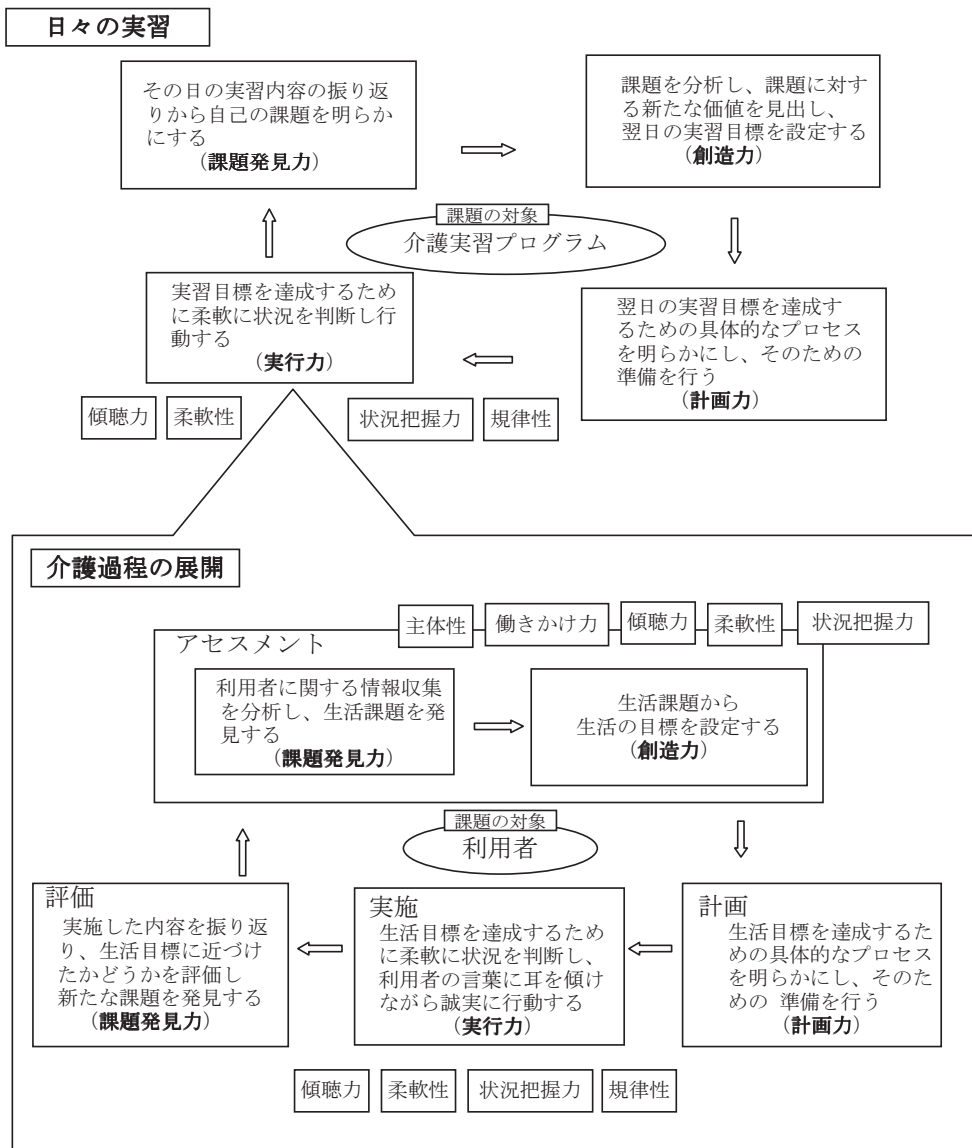 日々の実習
その日の実習内容の振り返
りから自己の課題を明らか
にする
（課題発見力）
課題を分析し、課題に対す
る新たな価値を見出し、
翌日の実習目標を設定する
（創造力）
課題の対象
介護実習プログラム
実習目標を達成するため
に柔軟に状況を判断し行
動する
（実行力）
翌日の実習目標を達成す
るための具体的なプロセス
を明らかにし、そのための
準備を行う
（計画力）
傾聴力
柔軟性
状況把握力
規律性
介護過程の展開
主体性
働きかけ力
傾聴力
柔軟性
状況把握力
アセスメント
利用者に関する情報収集
を分析し、生活課題を発
見する
（課題発見力）
生活課題から
生活の目標を設定する
（創造力）
課題の対象
利用者
評価
実施した内容を振り返
り、生活目標に近づけ
たかどうかを評価し
新たな課題を発見する
（課題発見力）
実施
生活目標を達成するため
に柔軟に状況を判断し、
利用者の言葉に耳を傾け
ながら誠実に行動する
（実行力）
計画
生活目標を達成するた
めの具体的なプロセス
を明らかにし、そのた
めの 準備を行う
（計画力）
傾聴力
柔軟性
状況把握力
規律性